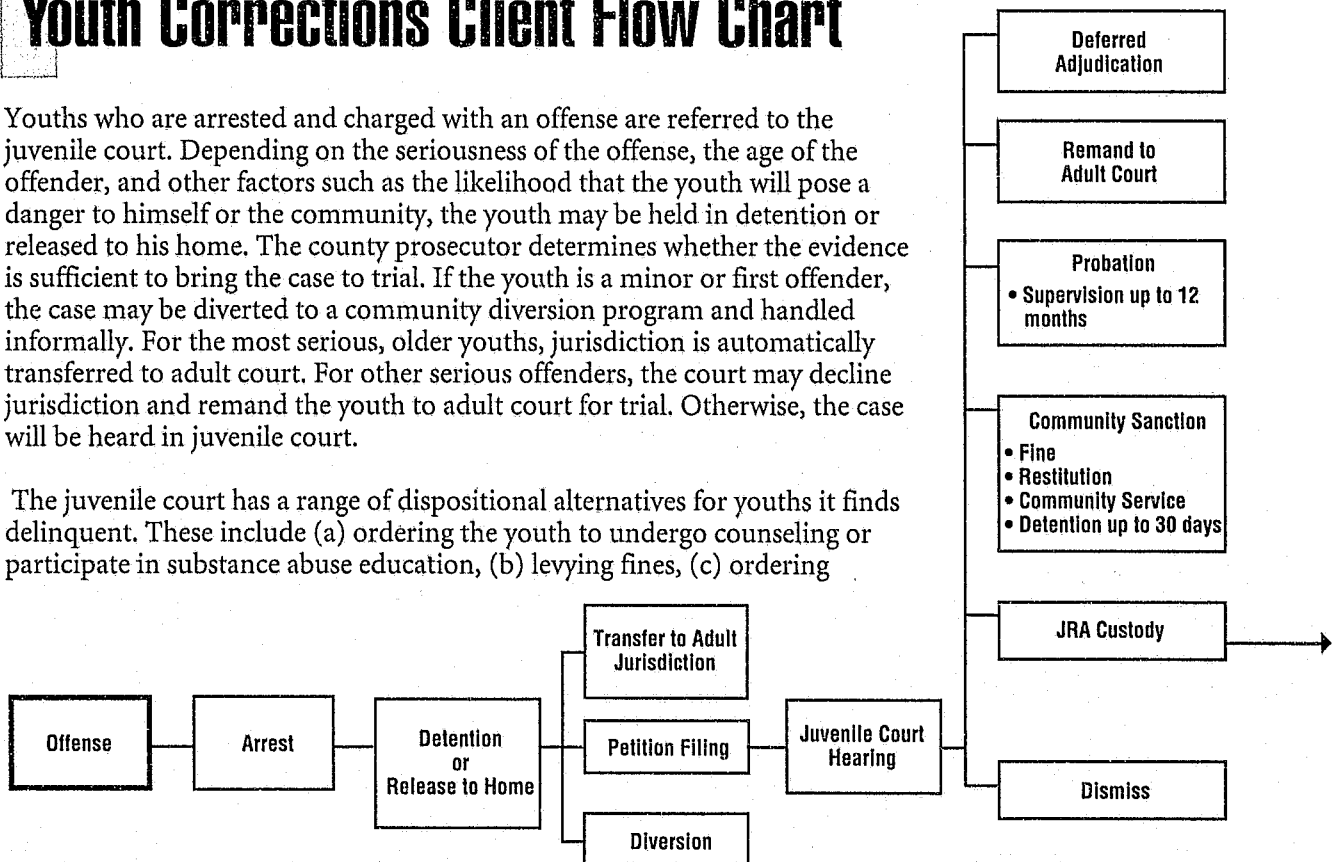 Youth Corrections Client Flow Chart
Youths who are arrested and charged with an offense are referred to the
juvenile court. Depending on the seriousness of the offense, the age of the
offender, and other factors such as the likelihood that the youth will pose a
danger to himself or the community, the youth may be held in detention or
released to his home. The county prosecutor determines whether the evidence
is sufficient to bring the case to trial. If the youth is a minor or first offender,
the case may be diverted to a community diversion program and handled
informally. For the most serious, older youths, jurisdiction is automatically
transferred to adult court. For other serious offenders, the court may decline
jurisdiction and remand the youth to adult court for trial. Otherwise, the case
will be heard in juvenile court.
The juvenile court has a range of dispositional alternatives for youths it finds
delinquent. These include (a) ordering the youth to undergo counseling or
participate in substance abuse education, (b) levying fines, (c) ordering
Offense
Arrest
Detention
or
Release to Home
Transfer to Adult
Jurisdiction
Petition Filing
Diversion
Juvenile Court
Hearing
Deferred
Adjudication
Remand to
Adult Court
Probation
• Supervision up to 12
months
Community Sanction
• Fine
• Restitution
• Community Service
• Detention up to 30 days
JRA Custody
Dismiss